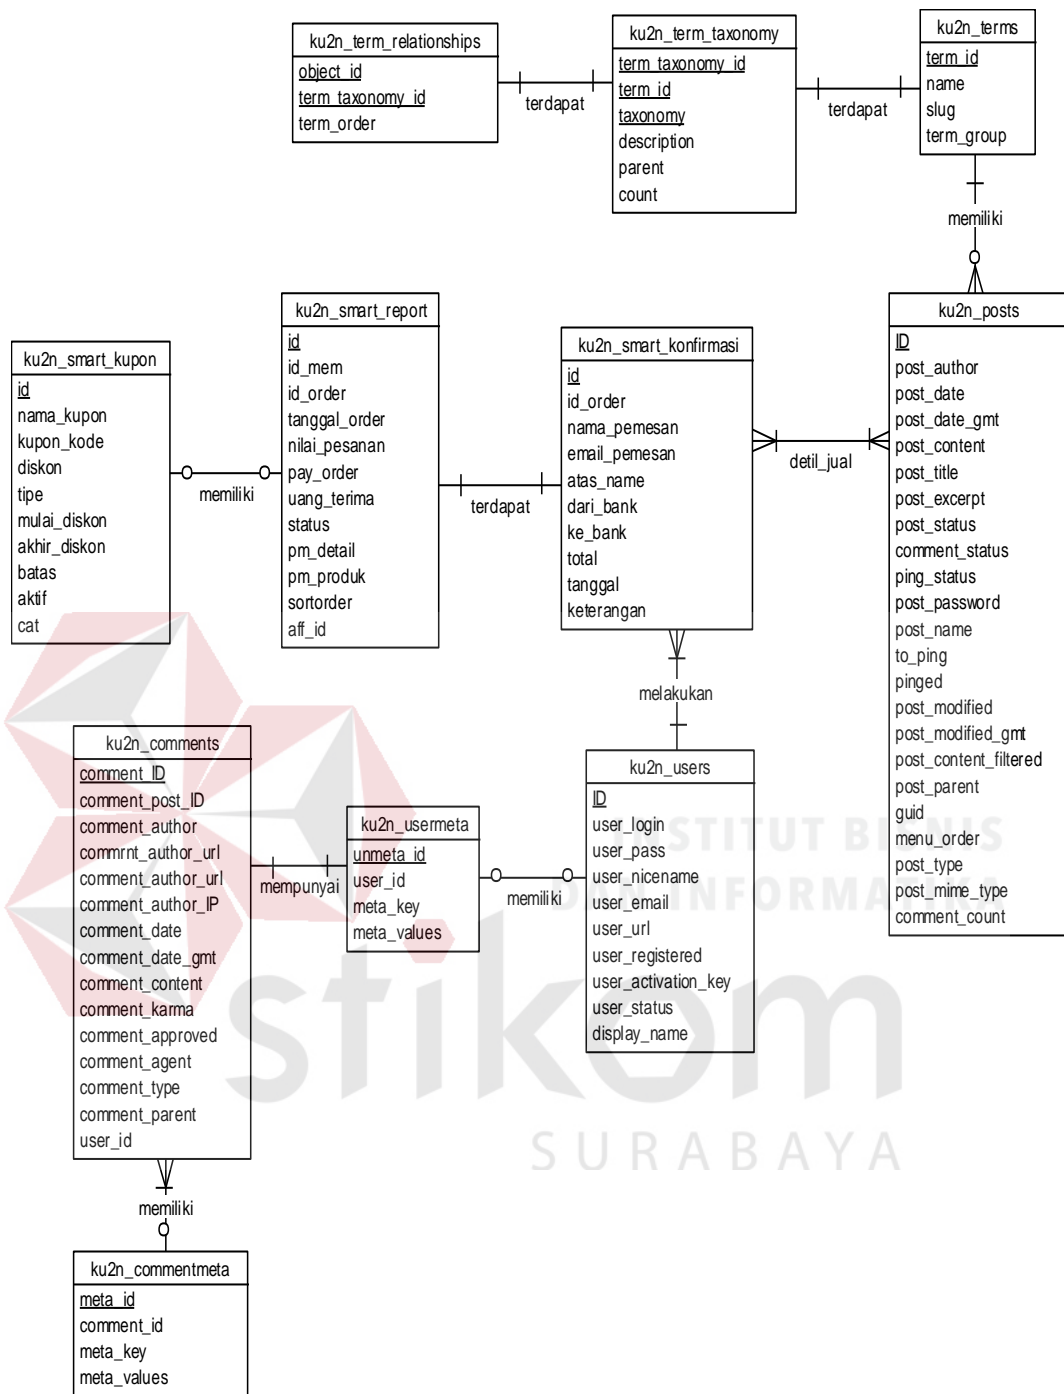 ku2n_term_relationships
object_id
term_taxonomy_id
term_order
terdapat
ku2n_term_taxonomy
term_taxonomy_id
term_id
taxonomy
description
parent
count
terdapat
ku2n_terms
term_id
name
slug
term_group
memiliki
ku2n_smart_kupon
id
nama_kupon
kupon_kode
diskon
tipe
mulai_diskon
akhir_diskon
batas
aktif
cat
memiliki
ku2n_smart_report
id
id_mem
id_order
tanggal_order
nilai_pesanan
pay_order
uang_terima
status
pm_detail
pm_produk
sortorder
aff_id
terdapat
ku2n_smart_konfirmasi
id
id_order
nama_pemesan
email_pemesan
atas_name
dari_bank
ke_bank
total
tanggal
keterangan
detil_jual
ku2n_posts
ID
post_author
post_date
post_date_gmt
post_content
post_title
post_excerpt
post_status
comment_status
ping_status
post_password
post_name
to_ping
pinged
post_modified
post_modified_gmt
post_content_filtered
post_parent
guid
menu_order
post_type
post_mime_type
comment_count
melakukan
ku2n_comments
comment_ID
comment_post_ID
comment_author
commrnt_author_url
comment_author_url
comment_author_IP
comment_date
comment_date_gmt
comment_content
comment_karma
comment_approved
comment_agent
comment_type
comment_parent
user_id
mempunyai
ku2n_usermeta
unmeta_id
user_id
meta_key
meta_values
memiliki
ku2n_users
ID
user_login
user_pass
user_nicename
user_email
user_url
user_registered
user_activation_key
user_status
display_name
memiliki
ku2n_commentmeta
meta_id
comment_id
meta_key
meta_values
INSTITUT BISNIS
DAN INFORMATIKA
stikom
SURABAYA